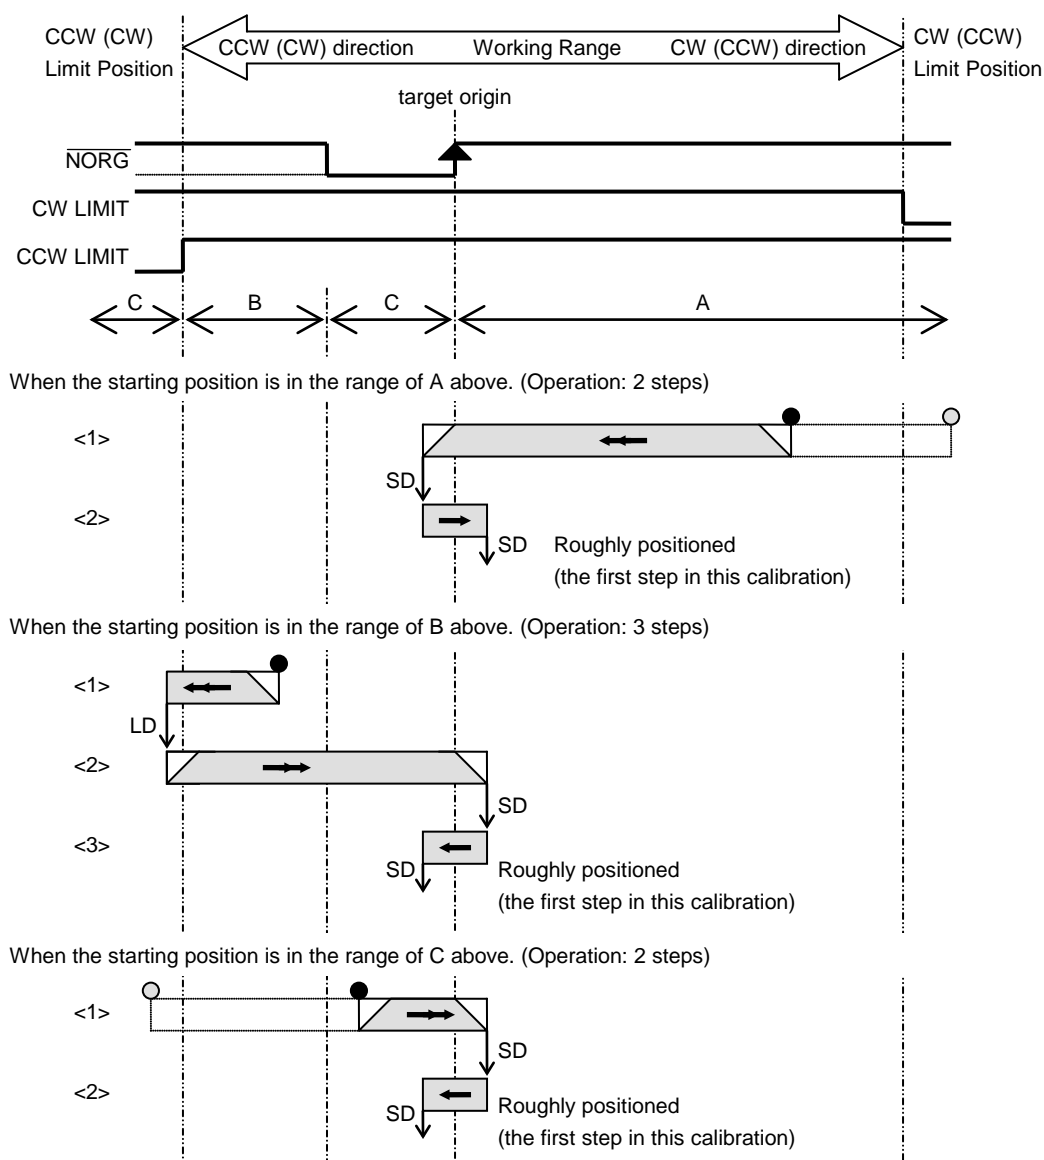 CCW (CW)
Limit Position
CCW (CW) direction
Working Range
CW (CCW) direction
CW (CCW)
Limit Position
target origin
NORG
CW LIMIT
CCW LIMIT
C
B
C
A
When the starting position is in the range of A above. (Operation: 2 steps)
<1>
SD
<2>
SD
Roughly positioned
(the first step in this calibration)
When the starting position is in the range of B above. (Operation: 3 steps)
<1>
LD
<2>
SD
<3>
SD
Roughly positioned
(the first step in this calibration)
When the starting position is in the range of C above. (Operation: 2 steps)
<1>
SD
<2>
SD
Roughly positioned
(the first step in this calibration)